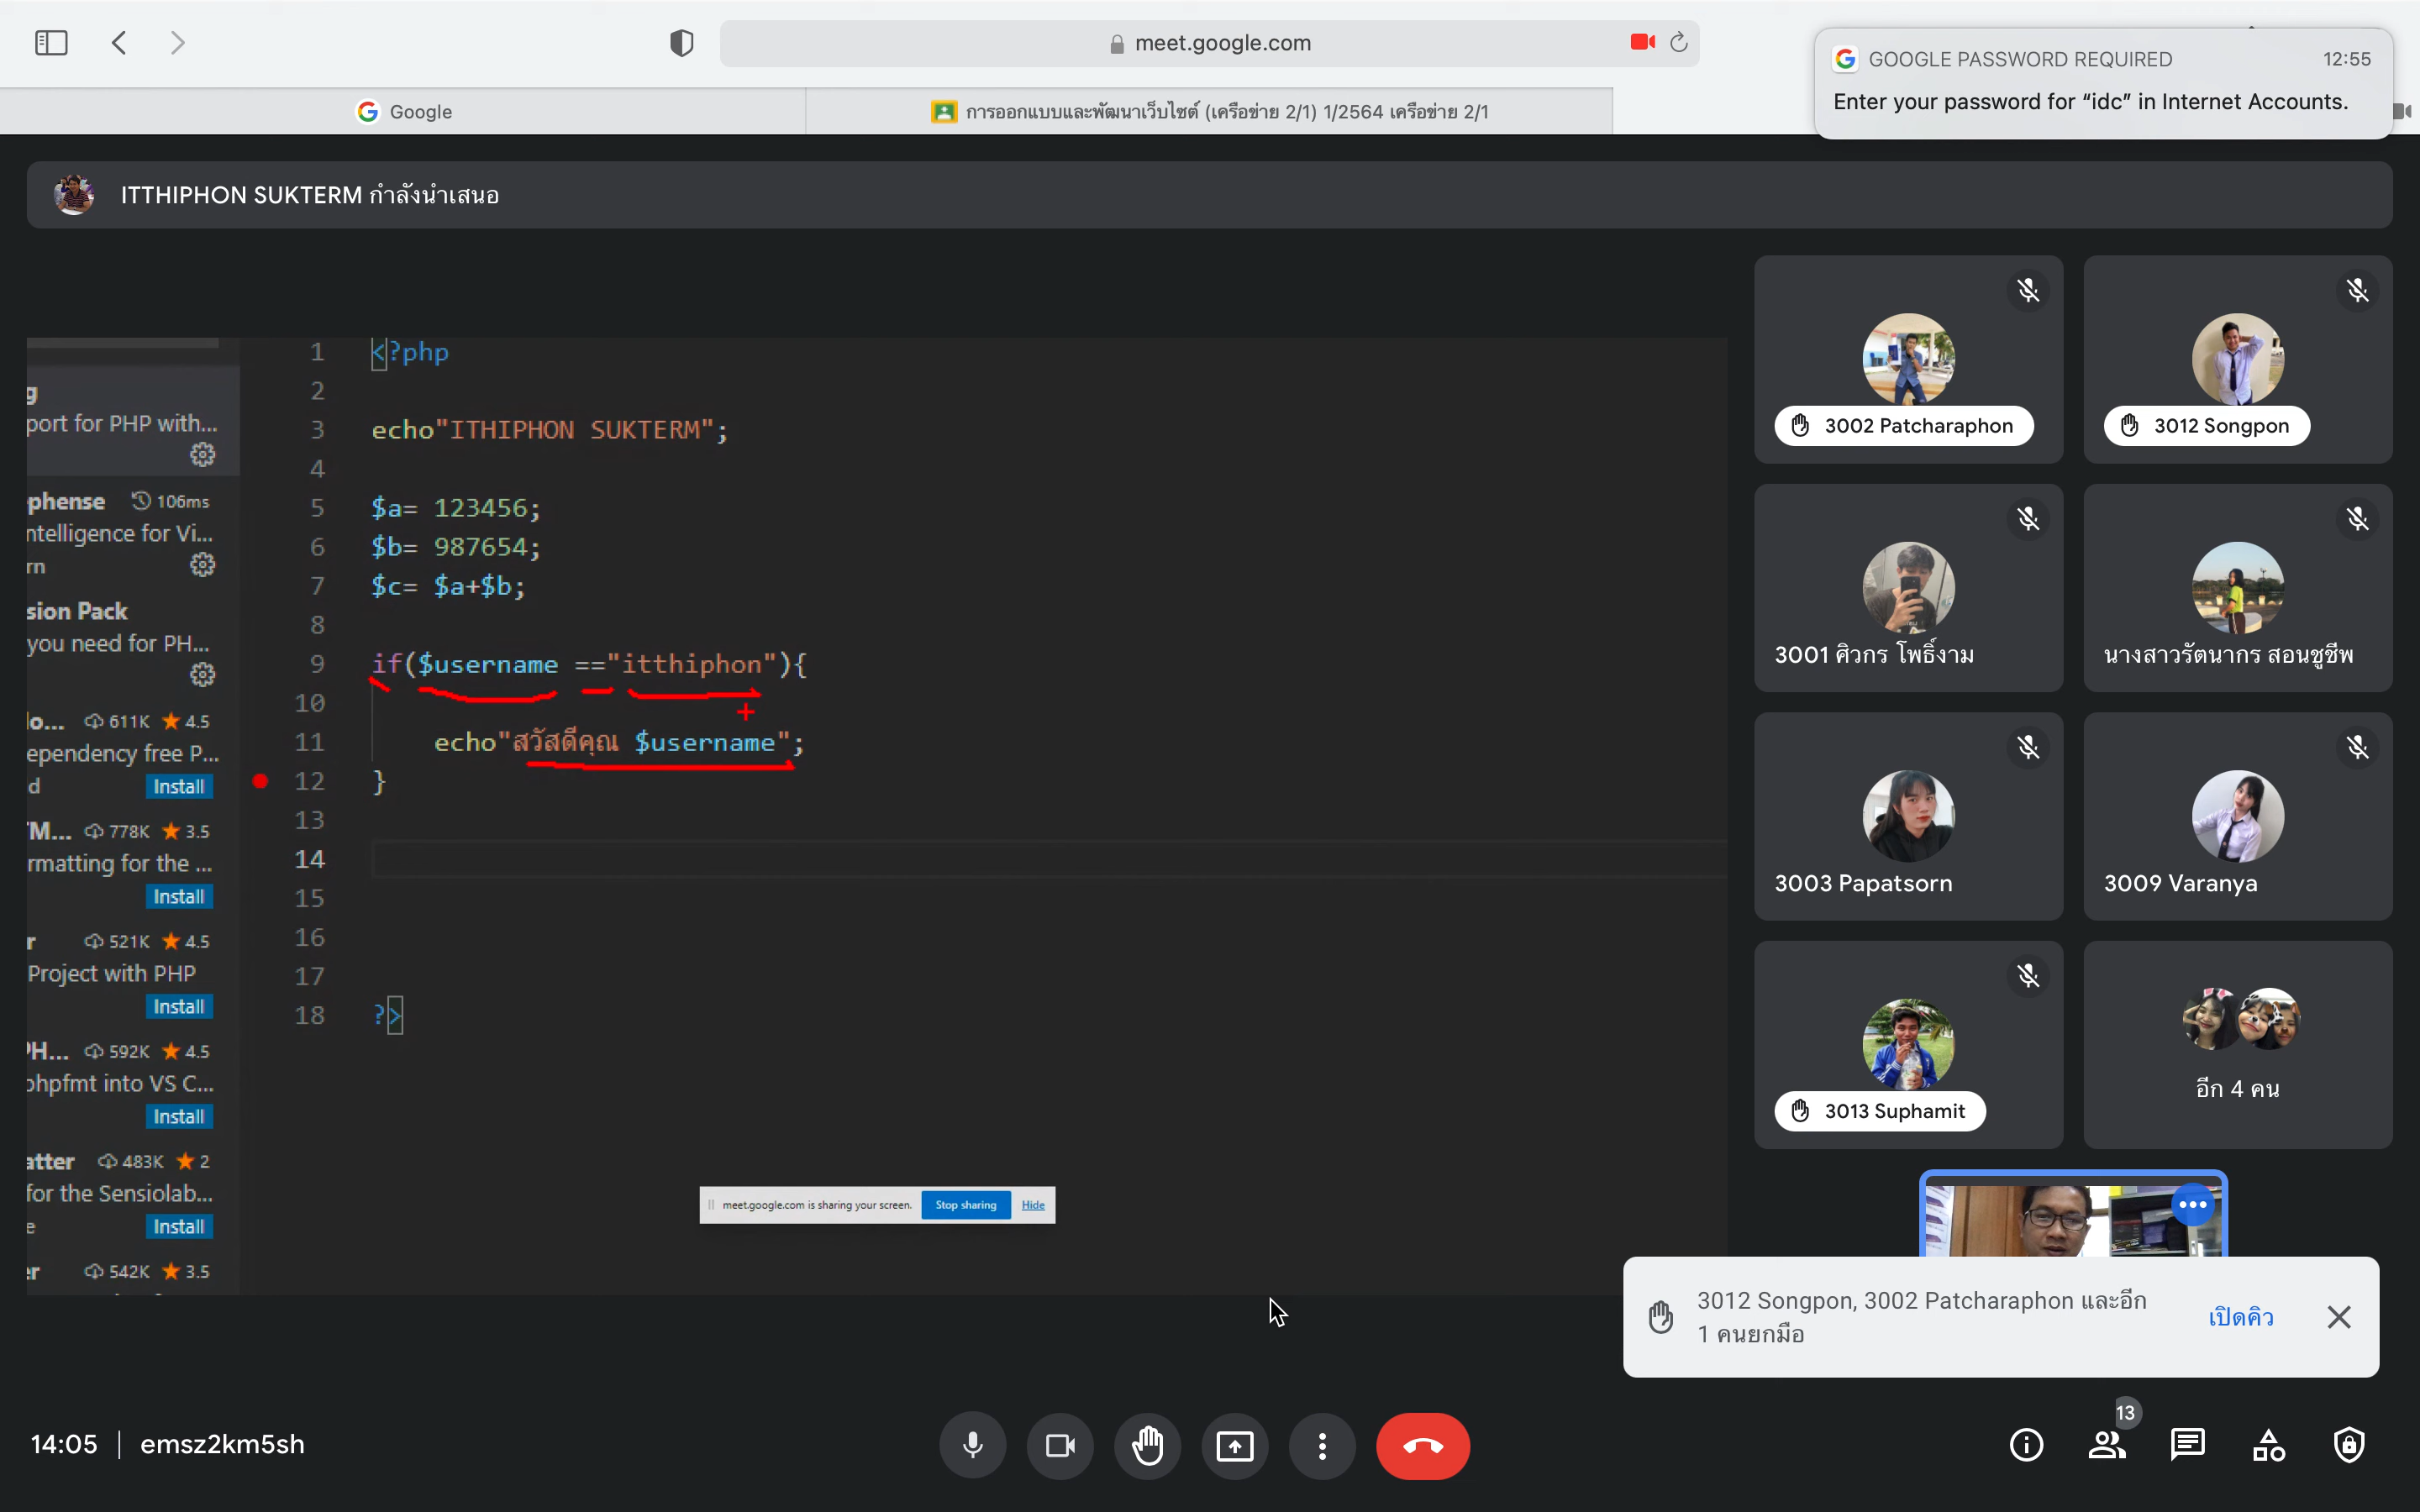 meet.google.com
GOOGLE PASSWORD REQUIRED 12:55
Enter your password for “idc” in Internet Accounts.
Google
การออกแบบและพัฒนาเว็บไซต์ (เครือข่าย 2/1) 1/2564 เครือข่าย 2/1
ITTHIPHON SUKTERM กำลังนำเสนอ
g
port for PHP with...
phense 106ms
ntelligence for Vi...
rn
sion Pack
you need for PH...
lo... 611K 4.5
ependency free P...
d Install
TM... 778K 3.5
rmatting for the ...
Install
r 521K 4.5
Project with PHP
Install
PH... 592K 4.5
phpfmt into VS C...
Install
atter 483K 2
for the Sensiolab...
e Install
er 542K 3.5
1 <?php
2
3 echo"ITHIPHON SUKTERM";
4
5 $a= 123456;
6 $b= 987654;
7 $c= $a+$b;
8
9 if($username =="itthiphon"){
10
11 echo"สวัสดีคุณ $username";
12 }
13
14
15
16
17
18 ?>
meet.google.com is sharing your screen. Stop sharing Hide
3002 Patcharaphon
3012 Songpon
3001 ศิวกร โพธิ์งาม
นางสาวรัตนากร สอนชูชีพ
3003 Papatsorn
3009 Varanya
3013 Suphamit
อีก 4 คน
3012 Songpon, 3002 Patcharaphon และอีก
1 คนยกมือ
เปิดคิว
14:05 | emsz2km5sh
13